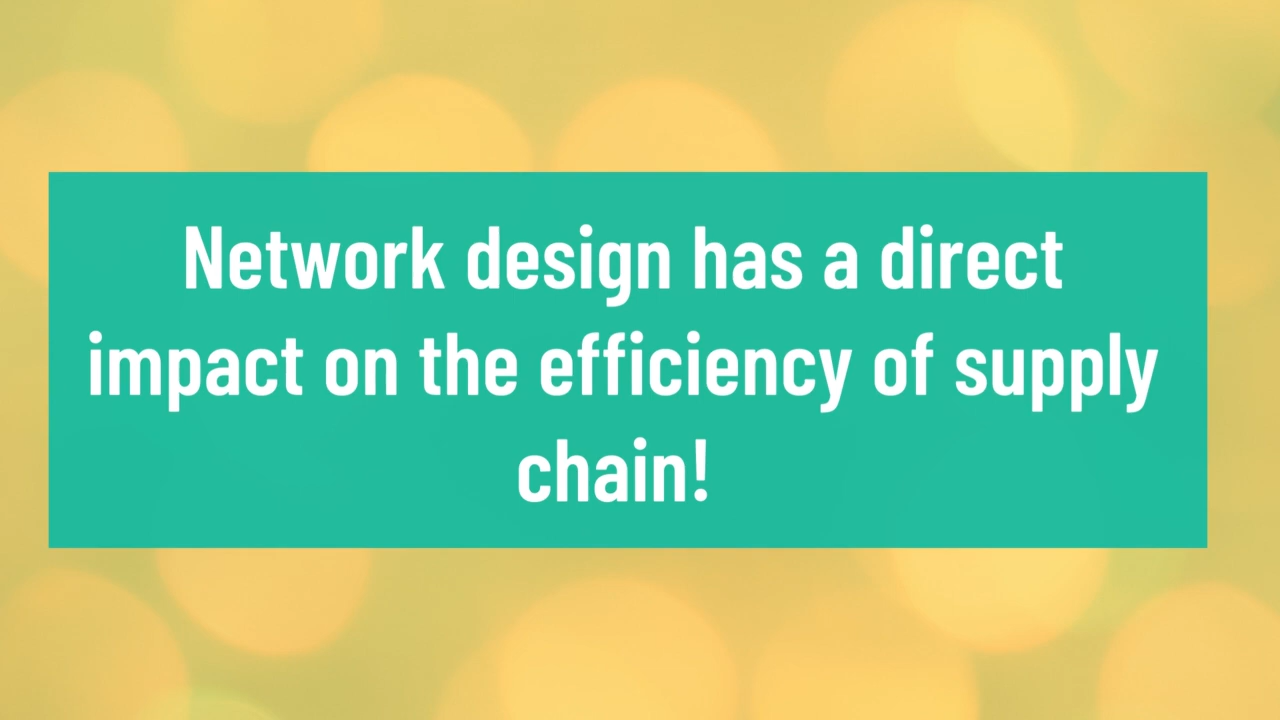 Network design has a direct
impact on the efficiency of supply
chain!